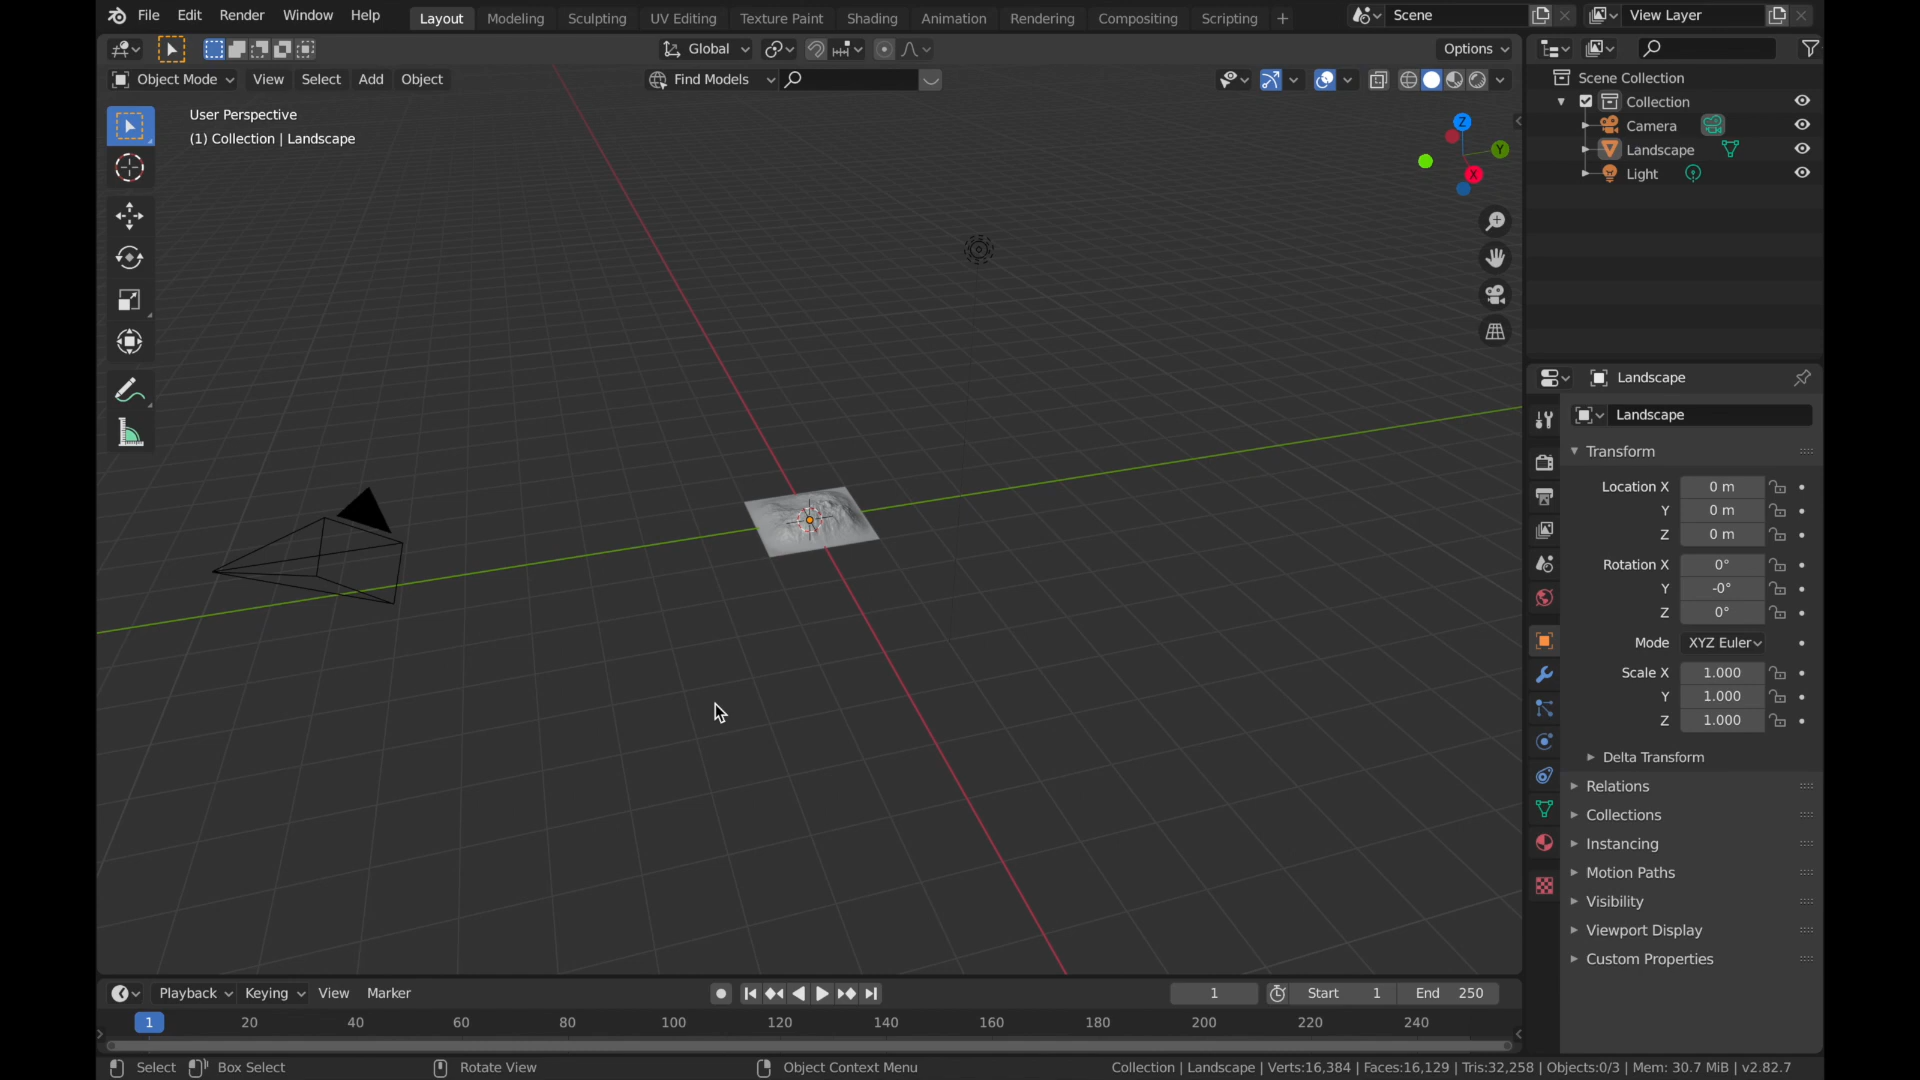 File Edit Render Window Help
Layout Modeling Sculpting UV Editing Texture Paint Shading Animation Rendering Compositing Scripting +
Scene
View Layer
Global
Options
Object Mode View Select Add Object
Find Models
User Perspective
(1) Collection | Landscape
Z
Y
X
Scene Collection
Collection
Camera
Landscape
Light
Landscape
Landscape
Transform
Location X 0 m
Y 0 m
Z 0 m
Rotation X 0°
Y -0°
Z 0°
Mode XYZ Euler
Scale X 1.000
Y 1.000
Z 1.000
Delta Transform
Relations
Collections
Instancing
Motion Paths
Visibility
Viewport Display
Custom Properties
Playback Keying View Marker
1 Start 1 End 250
1 20 40 60 80 100 120 140 160 180 200 220 240
Select Box Select Rotate View Object Context Menu
Collection | Landscape | Verts:16,384 | Faces:16,129 | Tris:32,258 | Objects:0/3 | Mem: 30.7 MiB | v2.82.7